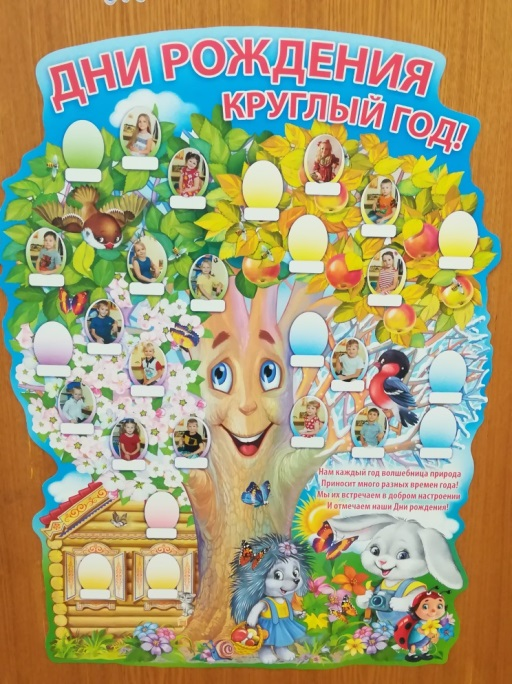 ДНИ РОЖДЕНИЯ
КРУГЛЫЙ ГОД!
Нам каждый год волшебница природа
Приносит много разных времен года!
Мы их встречаем в добром настроении
И отмечаем наши Дни рождения!